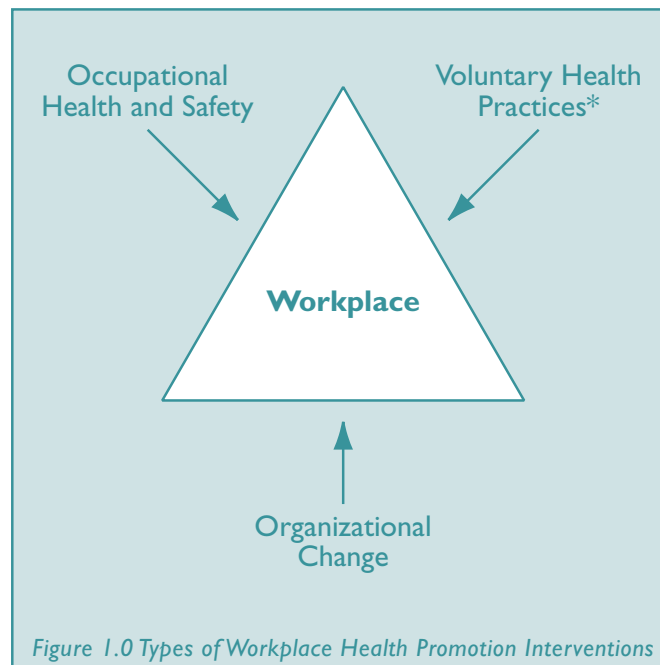 Occupational
Health and Safety
Voluntary Health
Practices*
Workplace
Organizational
Change
Figure 1.0 Types of Workplace Health Promotion Interventions